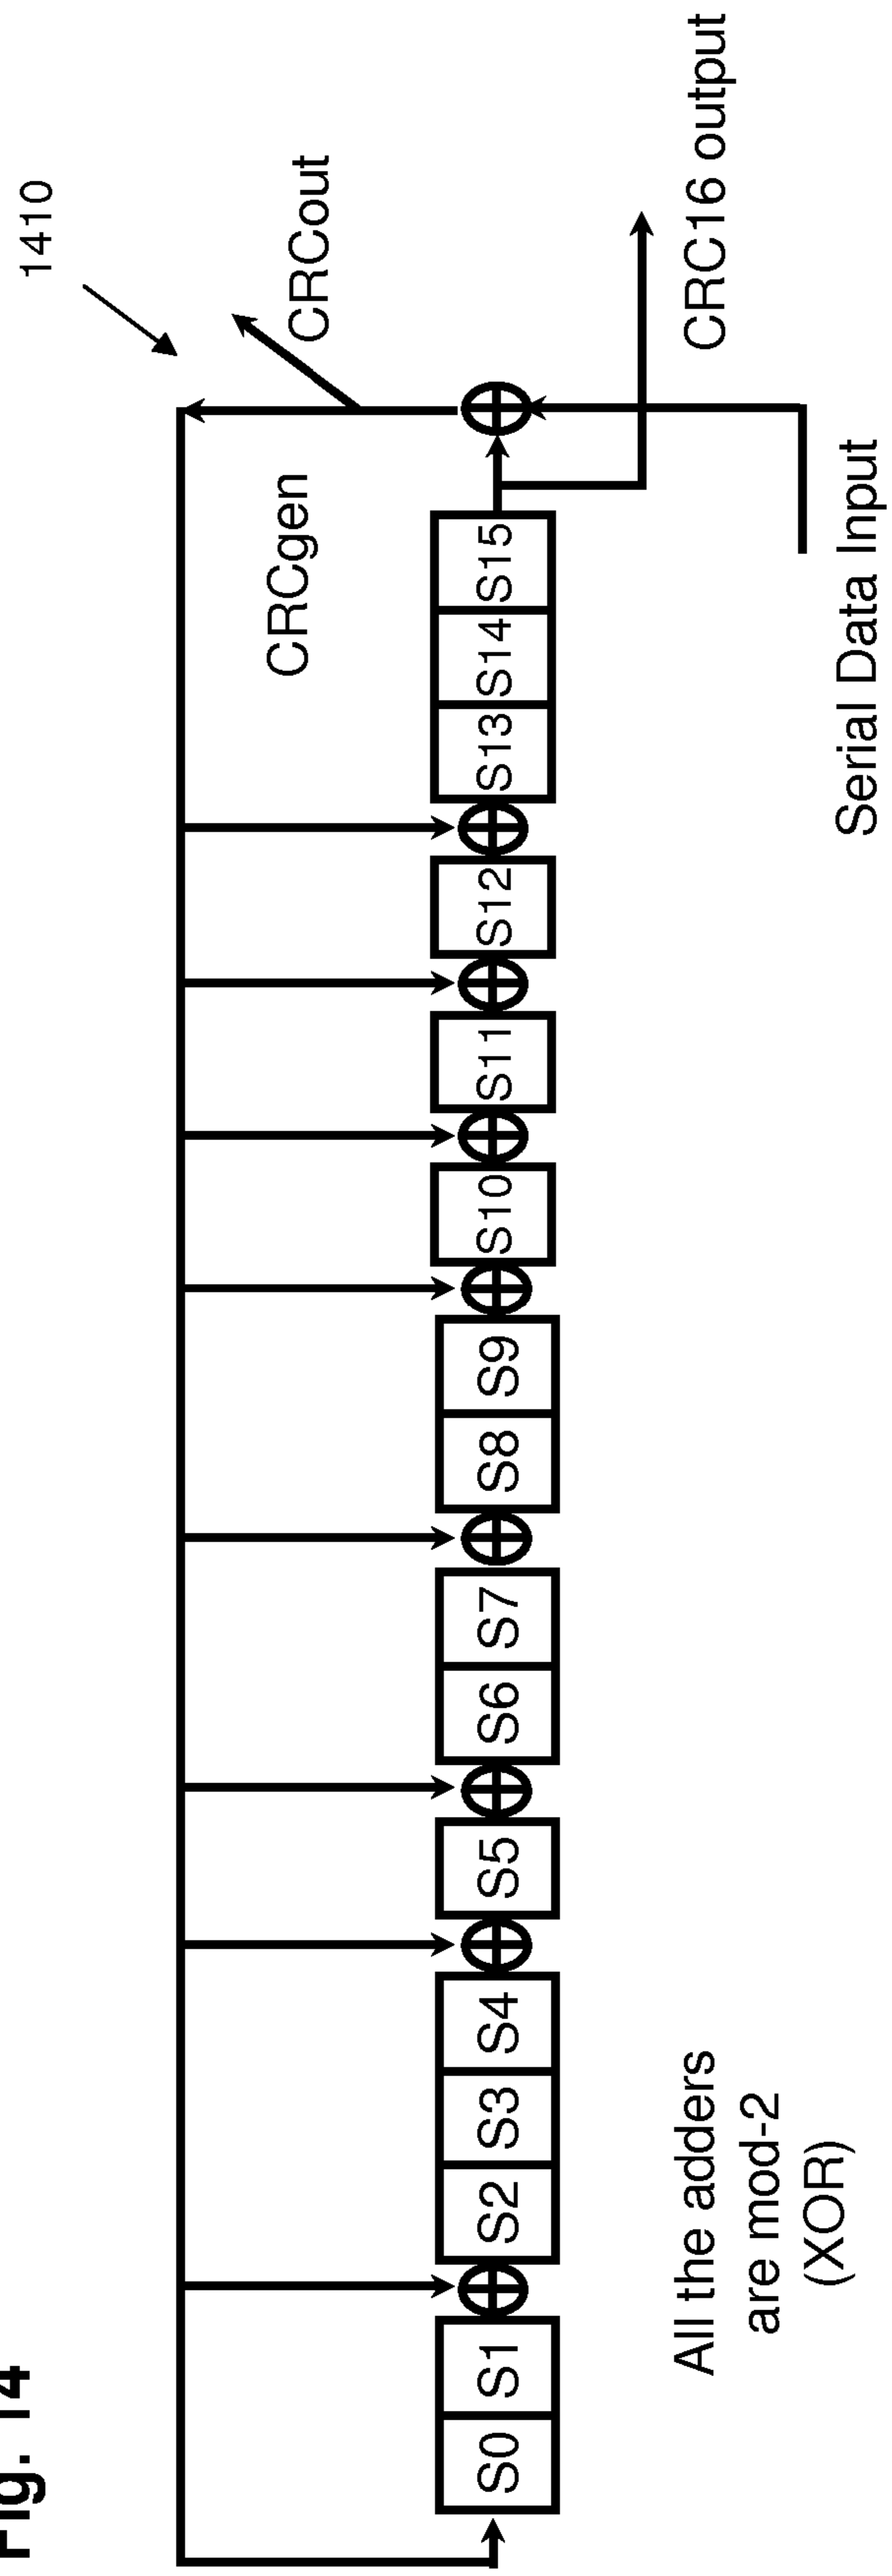 Fig. 14
1410
CRCout
CRCgen
S0 S1 S2 S3 S4 S5 S6 S7 S8 S9 S10 S11 S12 S13 S14 S15
CRC16 output
All the adders
are mod-2
(XOR)
Serial Data Input